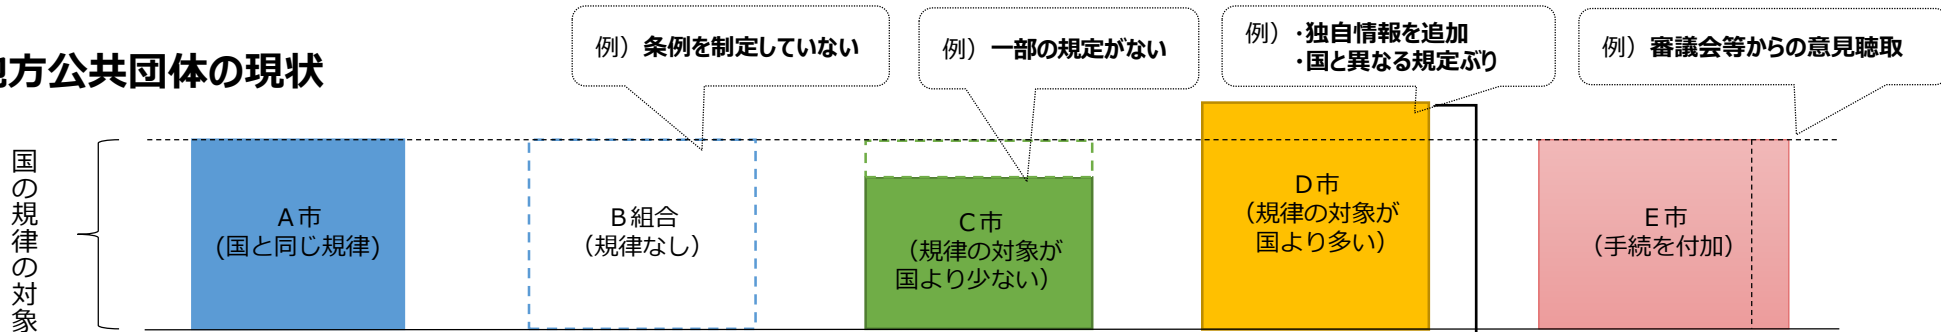 地方公共団体の現状
例）条例を制定していない
例）一部の規定がない
例）・独自情報を追加
・国と異なる規定ぶり
例）審議会等からの意見聴取
国の規律の対象
A市
(国と同じ規律)
B組合
（規律なし）
C市
（規律の対象が
国より少ない）
D市
（規律の対象が
国より多い）
E市
（手続を付加）